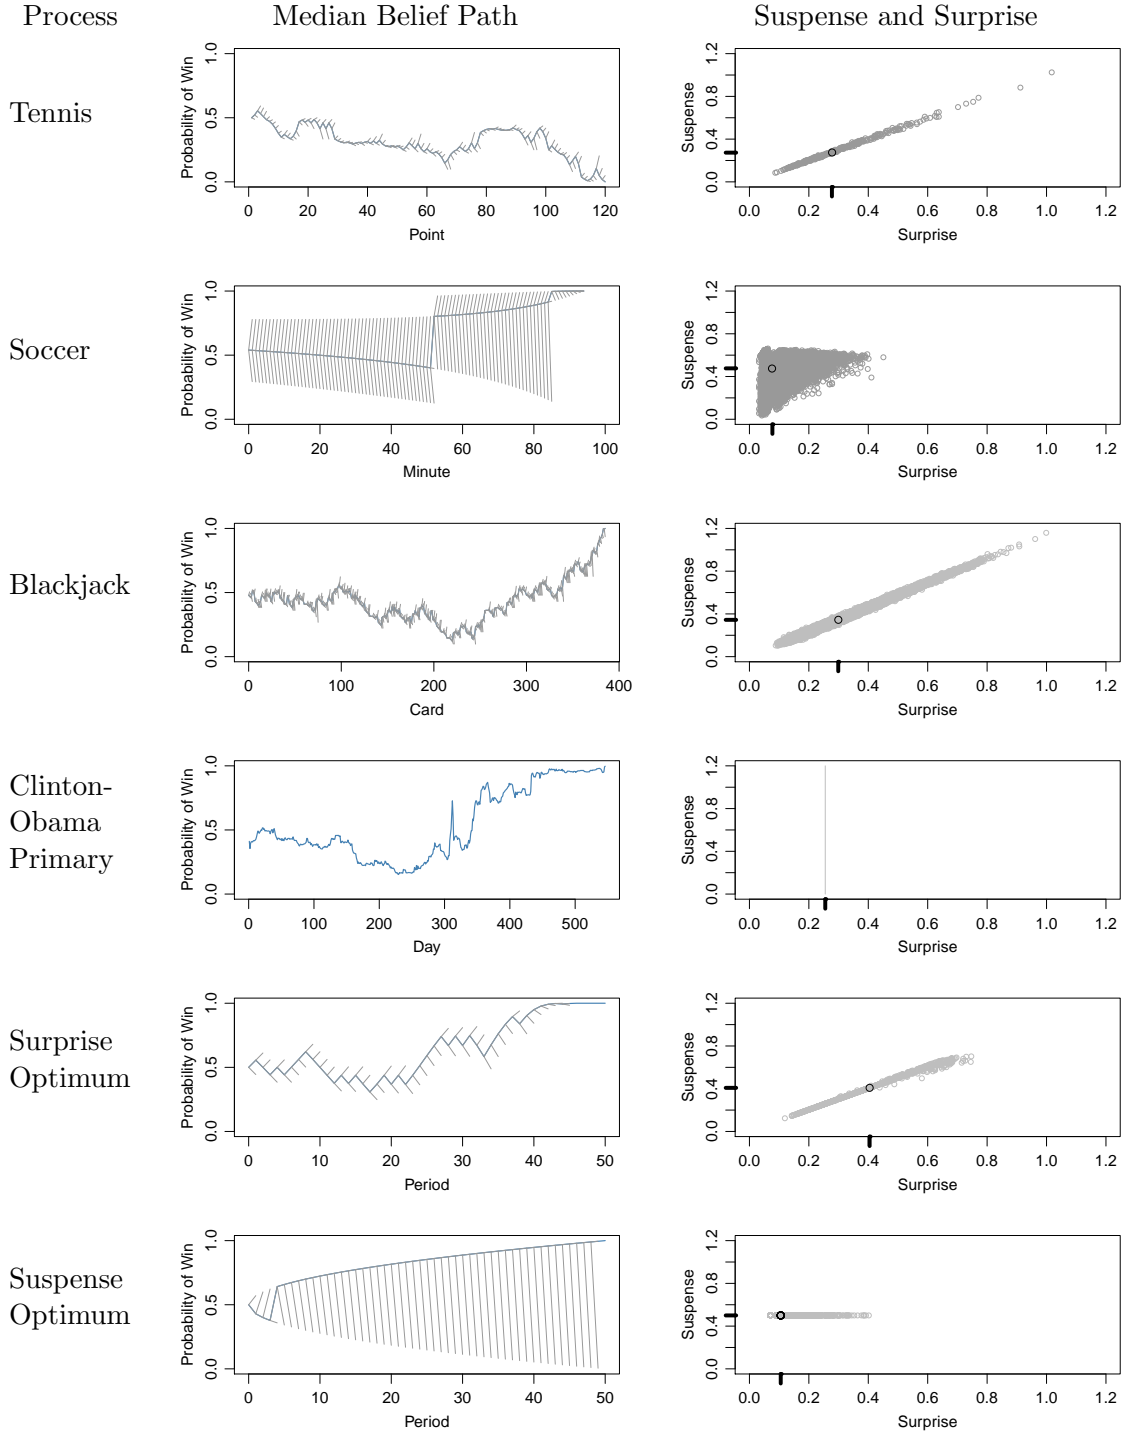 Process Median Belief Path Suspense and Surprise
Tennis
Probability of Win
0.0 0.5 1.0
0 20 40 60 80 100 120
Point
Suspense
0.0 0.4 0.8 1.2
0.0 0.2 0.4 0.6 0.8 1.0 1.2
Surprise
Soccer
Probability of Win
0.0 0.5 1.0
0 20 40 60 80 100
Minute
Suspense
0.0 0.4 0.8 1.2
0.0 0.2 0.4 0.6 0.8 1.0 1.2
Surprise
Blackjack
Probability of Win
0.0 0.5 1.0
0 100 200 300 400
Card
Suspense
0.0 0.4 0.8 1.2
0.0 0.2 0.4 0.6 0.8 1.0 1.2
Surprise
Clinton-
Obama
Primary
Probability of Win
0.0 0.5 1.0
0 100 200 300 400 500
Day
Suspense
0.0 0.4 0.8 1.2
0.0 0.2 0.4 0.6 0.8 1.0 1.2
Surprise
Surprise
Optimum
Probability of Win
0.0 0.5 1.0
0 10 20 30 40 50
Period
Suspense
0.0 0.4 0.8 1.2
0.0 0.2 0.4 0.6 0.8 1.0 1.2
Surprise
Suspense
Optimum
Probability of Win
0.0 0.5 1.0
0 10 20 30 40 50
Period
Suspense
0.0 0.4 0.8 1.2
0.0 0.2 0.4 0.6 0.8 1.0 1.2
Surprise